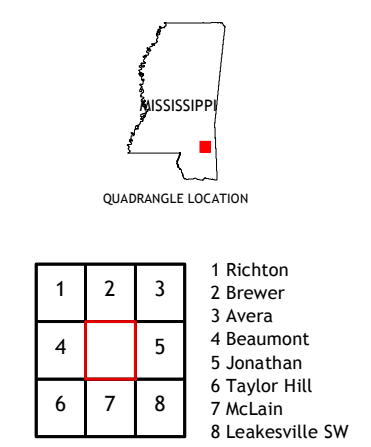 MISSISSIPPI
QUADRANGLE LOCATION
1 2 3
4 5
6 7 8
1 Richton
2 Brewer
3 Avera
4 Beaumont
5 Jonathan
6 Taylor Hill
7 McLain
8 Leakesville SW